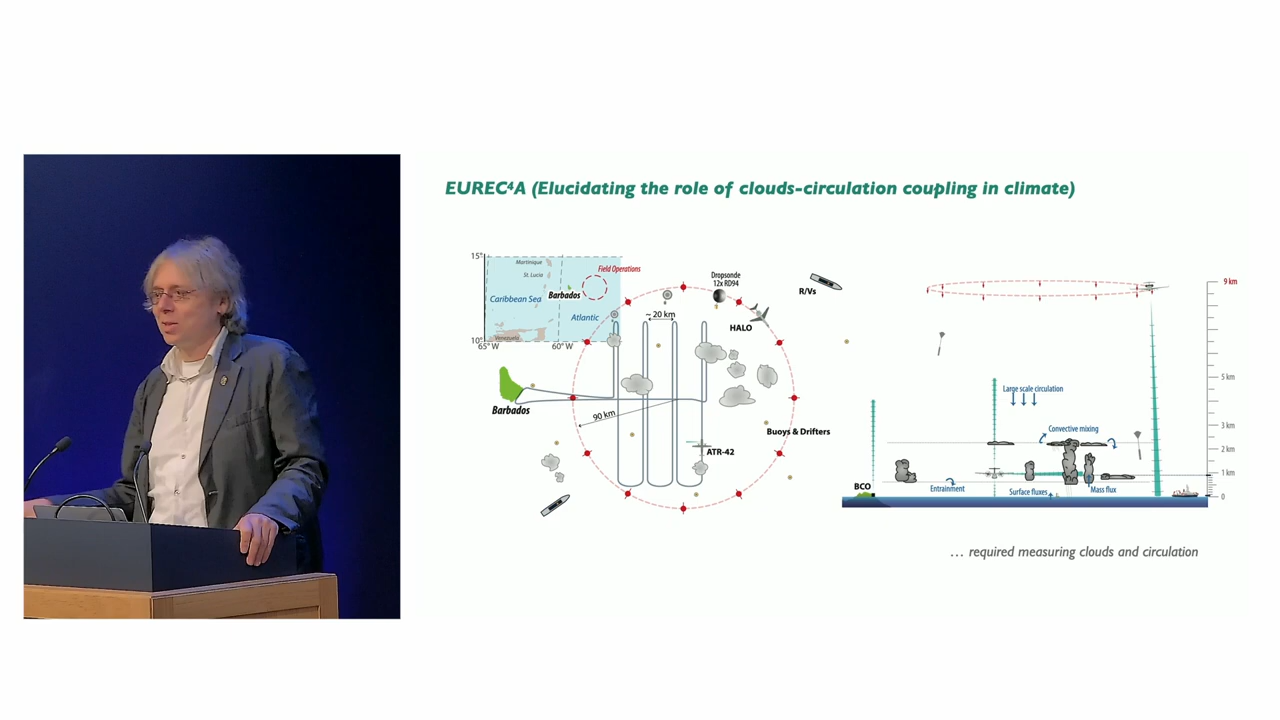 EUREC⁴A (Elucidating the role of clouds-circulation coupling in climate)
15°
Martinique
St. Lucia
Field Operations
Caribbean Sea
Barbados
Atlantic
10°
Venezuela
65° W
60° W
~ 20 km
Dropsonde
12x RD94
HALO
R/Vs
Barbados
90 km
Buoys & Drifters
ATR-42
9 km
5 km
Large scale circulation
3 km
Convective mixing
2 km
1 km
BCO
Entrainment
Surface fluxes
Mass flux
0
… required measuring clouds and circulation